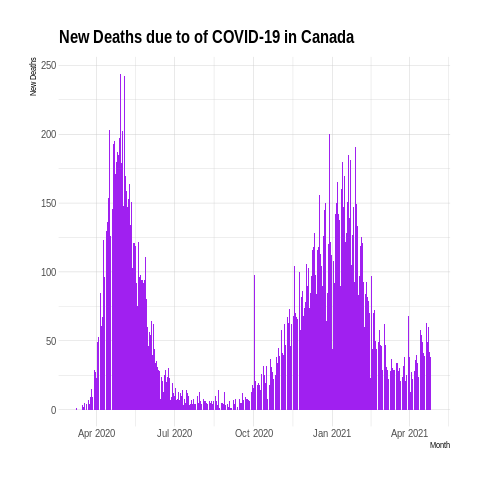 New Deaths due to of COVID-19 in Canada
New Deaths
250
200
150
100
50
0
Apr 2020 Jul 2020 Oct 2020 Jan 2021 Apr 2021
Month